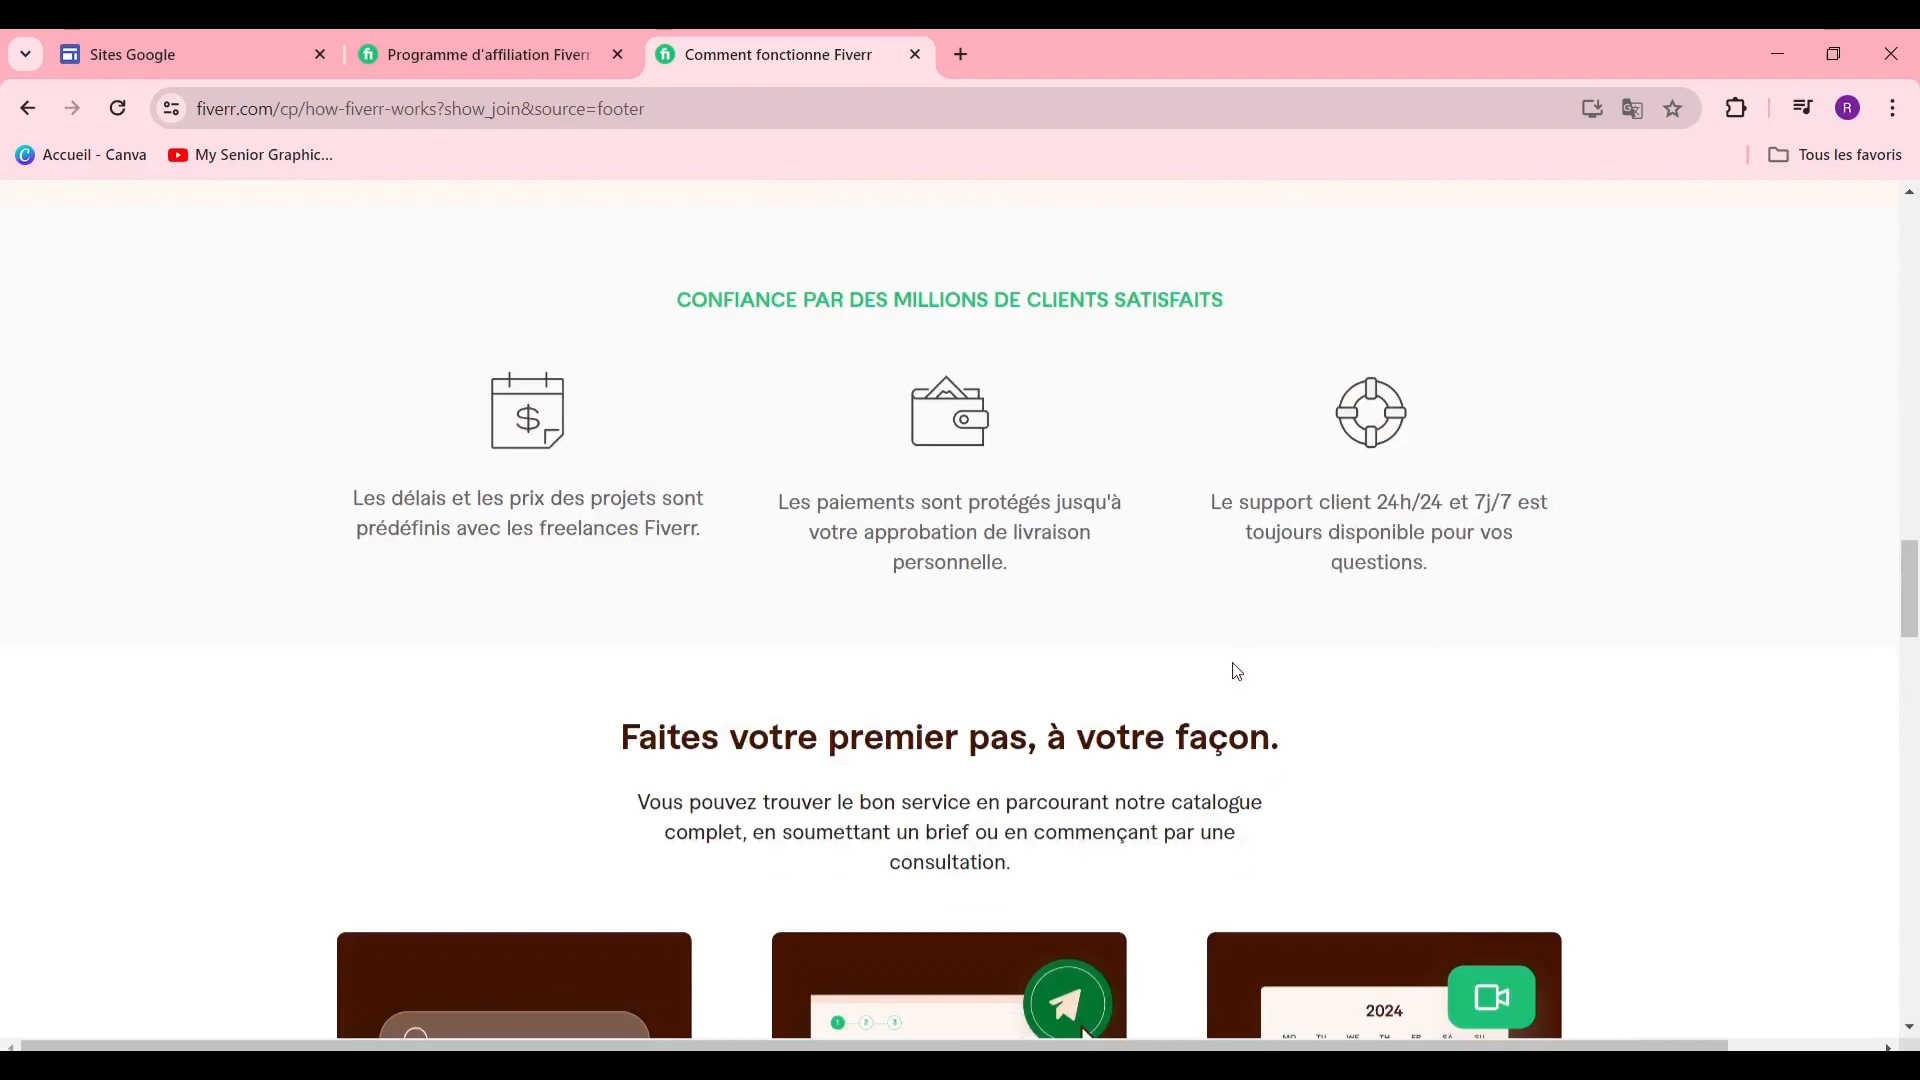 Sites Google
Programme d'affiliation Fiverr
Comment fonctionne Fiverr
fiverr.com/cp/how-fiverr-works?show_join&source=footer
R
Accueil - Canva
My Senior Graphic...
Tous les favoris
CONFIANCE PAR DES MILLIONS DE CLIENTS SATISFAITS
$
Les délais et les prix des projets sont
prédéfinis avec les freelances Fiverr.
Les paiements sont protégés jusqu'à
votre approbation de livraison
personnelle.
Le support client 24h/24 et 7j/7 est
toujours disponible pour vos
questions.
Faites votre premier pas, à votre façon.
Vous pouvez trouver le bon service en parcourant notre catalogue
complet, en soumettant un brief ou en commençant par une
consultation.
1 2 3
2024
MO TU WE TH FR SA SU